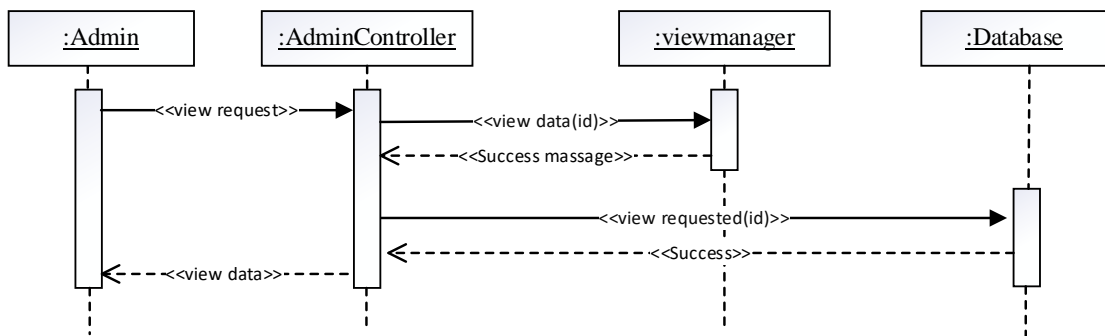 :Admin
:AdminController
:viewmanager
:Database
<<view request>>
<<view data(id)>>
<<Success massage>>
<<view requested(id)>>
<<Success>>
<<view data>>